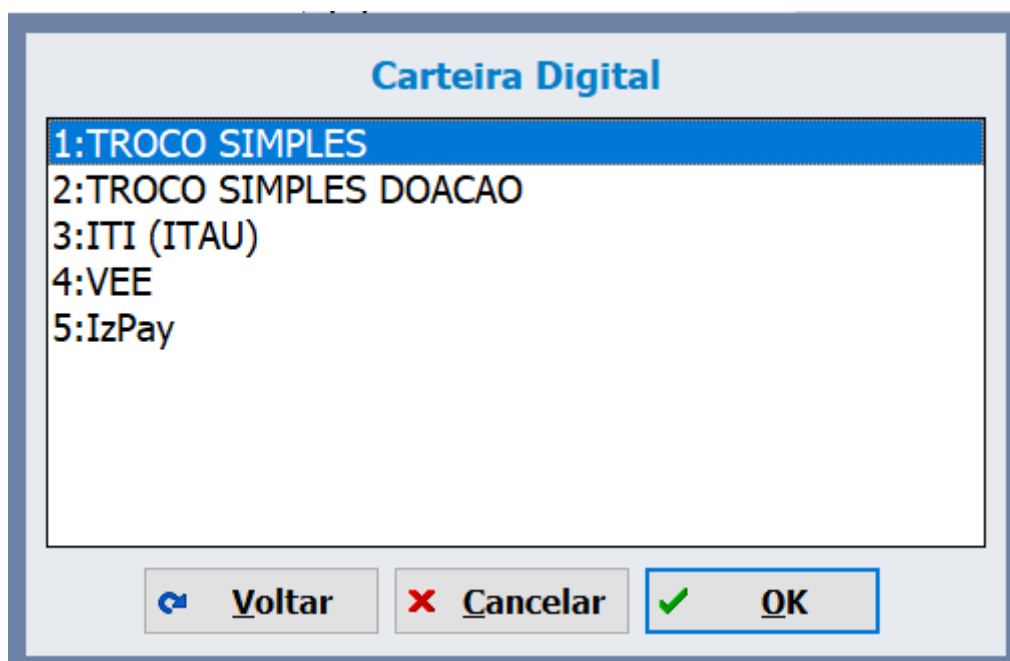 Carteira Digital
1:TROCO SIMPLES
2:TROCO SIMPLES DOACAO
3:ITI (ITAU)
4:VEE
5:IzPay
Voltar Cancelar OK